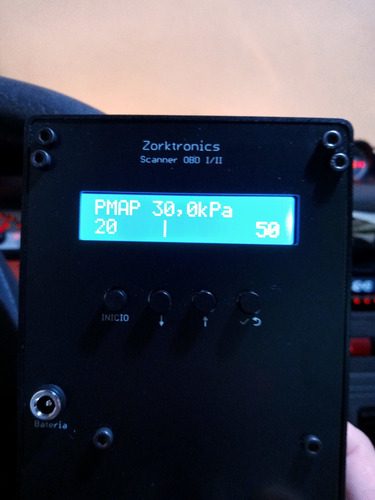 Zorktronics
Scanner OBD I/II
PMAP 30,0kPa
20 | 50
INICIO ↓ ↑ ✓⮌
Bateria